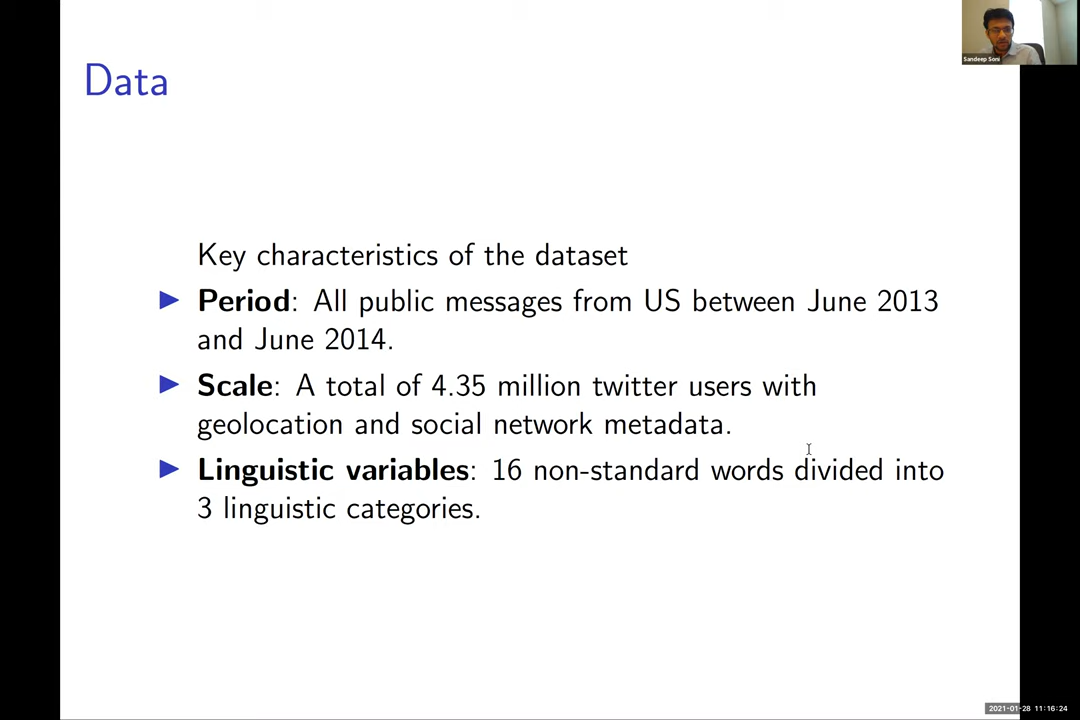 Sandeep Soni
Data
Key characteristics of the dataset
Period: All public messages from US between June 2013
and June 2014.
Scale: A total of 4.35 million twitter users with
geolocation and social network metadata.
Linguistic variables: 16 non-standard words divided into
3 linguistic categories.
2021-01-28 11:16:24